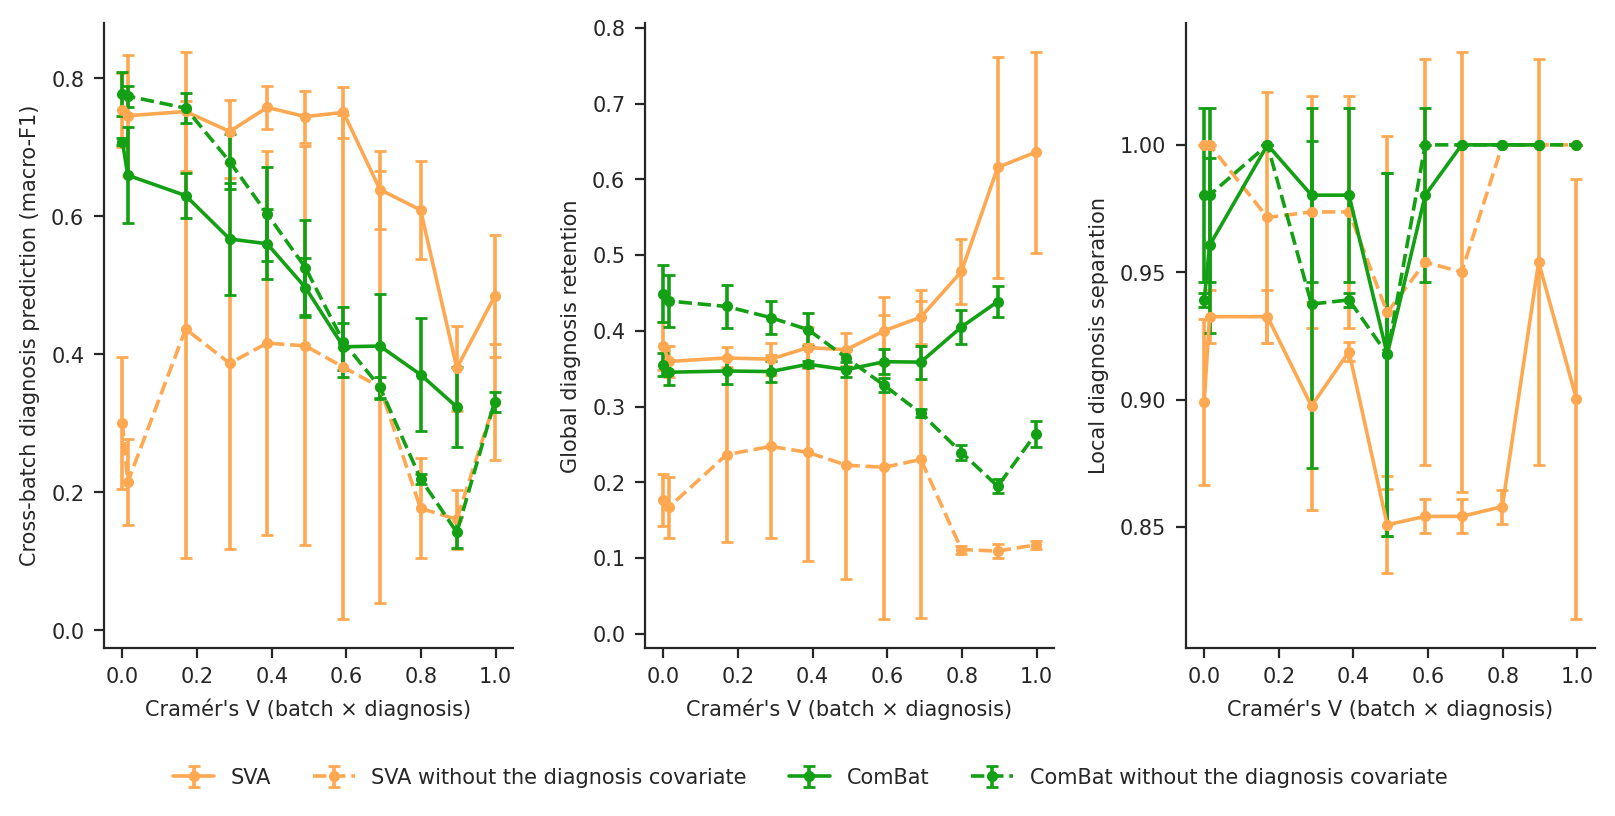 Cross-batch diagnosis prediction (macro-F1)
0.8
0.6
0.4
0.2
0.0
0.0 0.2 0.4 0.6 0.8 1.0
Cramér's V (batch × diagnosis)
Global diagnosis retention
0.8
0.7
0.6
0.5
0.4
0.3
0.2
0.1
0.0
0.0 0.2 0.4 0.6 0.8 1.0
Cramér's V (batch × diagnosis)
Local diagnosis separation
1.00
0.95
0.90
0.85
0.0 0.2 0.4 0.6 0.8 1.0
Cramér's V (batch × diagnosis)
SVA SVA without the diagnosis covariate ComBat ComBat without the diagnosis covariate